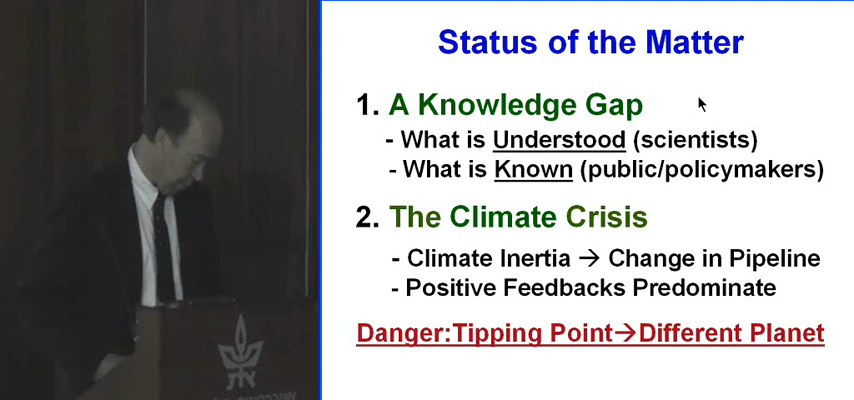 Status of the Matter
1. A Knowledge Gap
- What is Understood (scientists)
- What is Known (public/policymakers)
2. The Climate Crisis
- Climate Inertia → Change in Pipeline
- Positive Feedbacks Predominate
Danger:Tipping Point→Different Planet